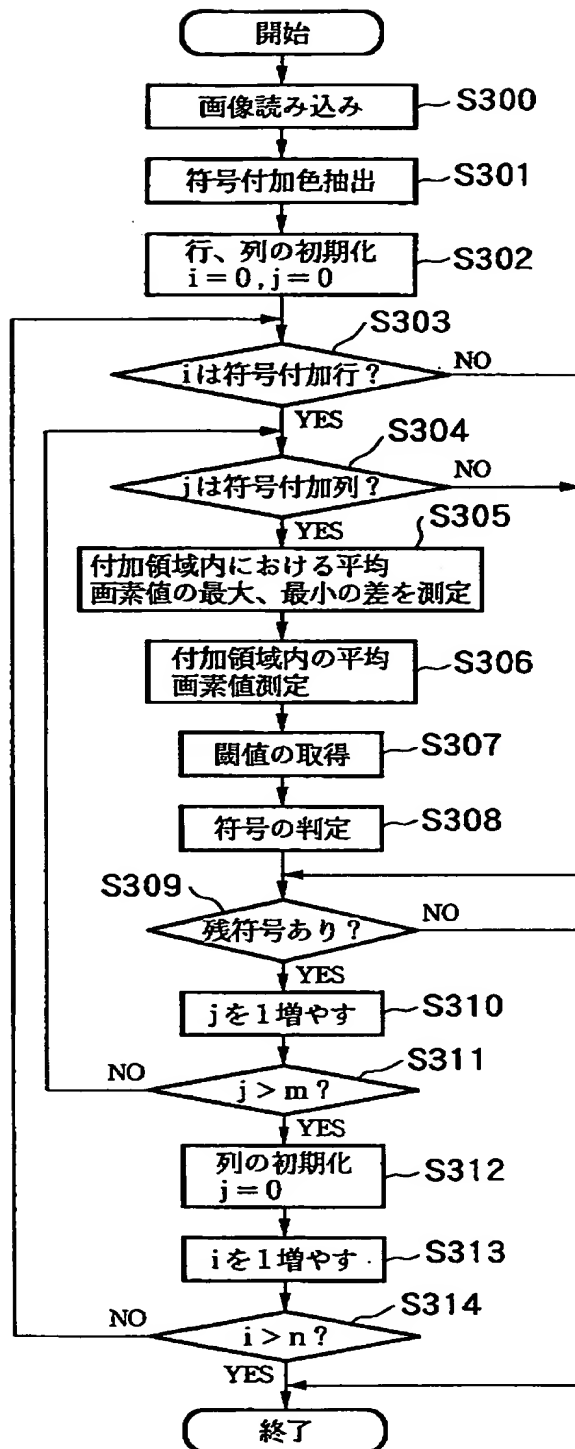 開始
画像読み込み
S300
符号付加色抽出
S301
行、列の初期化
i=0,j=0
S302
S303
iは符号付加行?
NO
YES
S304
jは符号付加列?
NO
YES
S305
付加領域内における平均
画素値の最大、最小の差を測定
付加領域内の平均
画素値測定
S306
閾値の取得
S307
符号の判定
S308
S309
残符号あり?
NO
YES
jを1増やす
S310
S311
NO
j>m?
YES
列の初期化
j=0
S312
iを1増やす
S313
S314
NO
i>n?
YES
終了